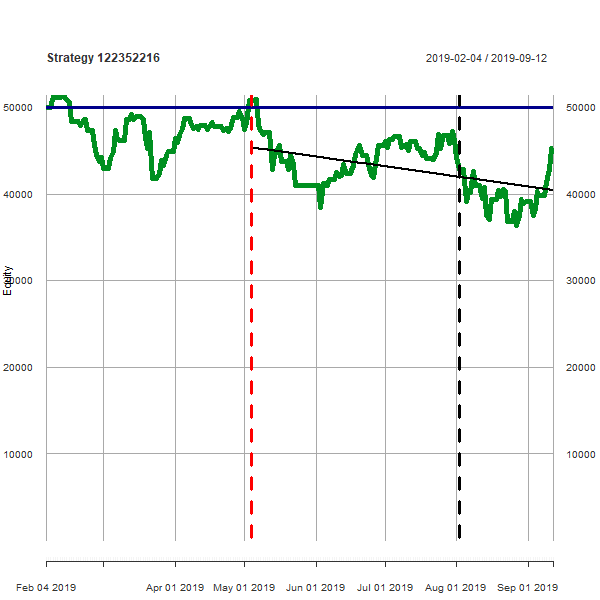 Strategy 122352216
2019-02-04 / 2019-09-12
50000
50000
40000
40000
Equity
30000
30000
20000
20000
10000
10000
Feb 04 2019
Apr 01 2019
May 01 2019
Jun 01 2019
Jul 01 2019
Aug 01 2019
Sep 01 2019